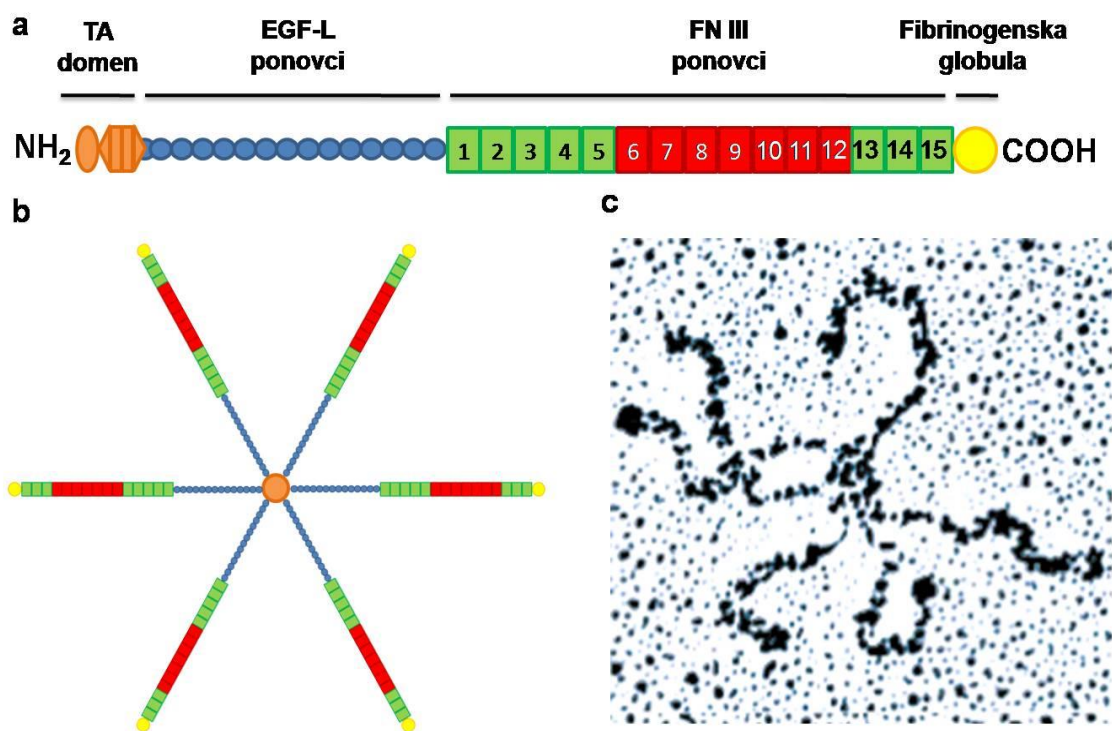 a
TA
domen
EGF-L
ponovci
FN III
ponovci
Fibrinogenska
globula
NH2 1 2 3 4 5 6 7 8 9 10 11 12 13 14 15 COOH
b
c